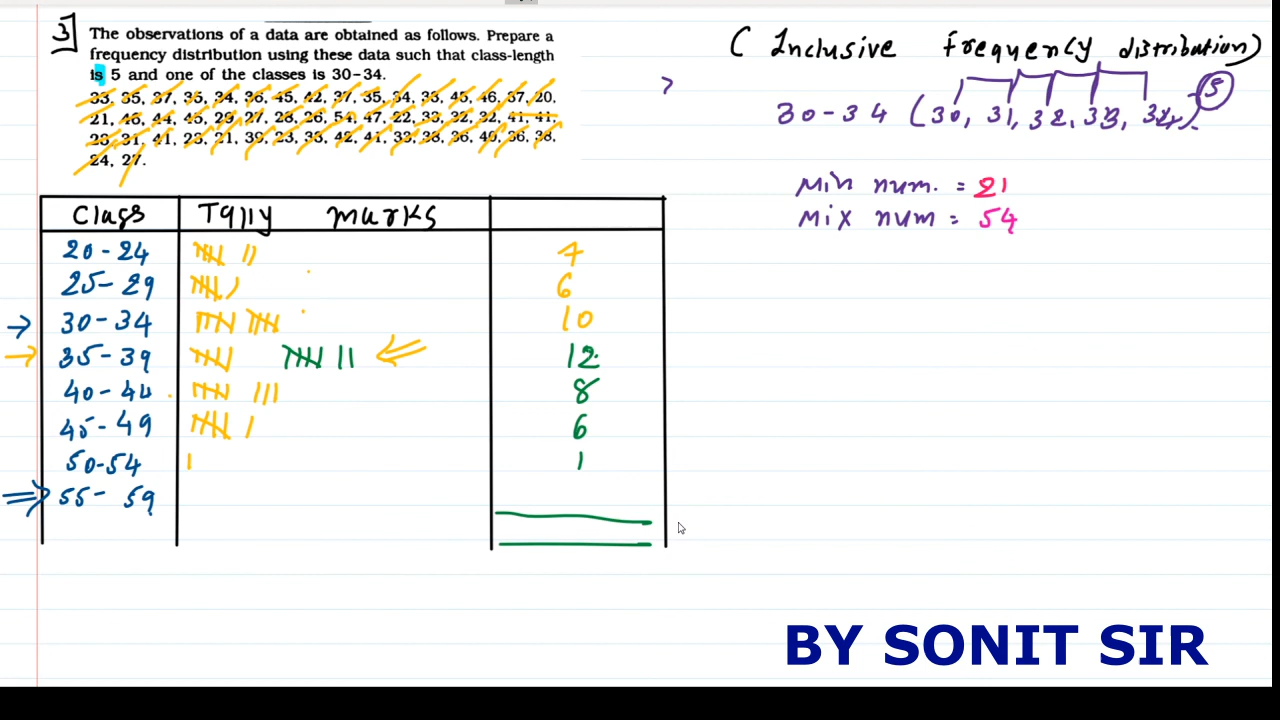 3] The observations of a data are obtained as follows. Prepare a
frequency distribution using these data such that class-length
is 5 and one of the classes is 30-34.
33, 35, 37, 35, 34, 36, 45, 42, 37, 35, 34, 33, 45, 46, 37, 20,
21, 46, 44, 45, 29, 27, 28, 26, 54, 47, 22, 33, 32, 32, 41, 41,
28, 31, 41, 23, 21, 39, 23, 33, 42, 41, 33, 38, 36, 40, 36, 38,
24, 27.
( Inclusive frequency distribution)
30-34 (30, 31, 32, 33, 34). 5
Min num. = 21
Mix num = 54
Class Tally marks
20 - 24 7
25 - 29 6
30 - 34 10
35 - 39 12
40 - 44 8
45 - 49 6
50-54 1
55 - 59
BY SONIT SIR